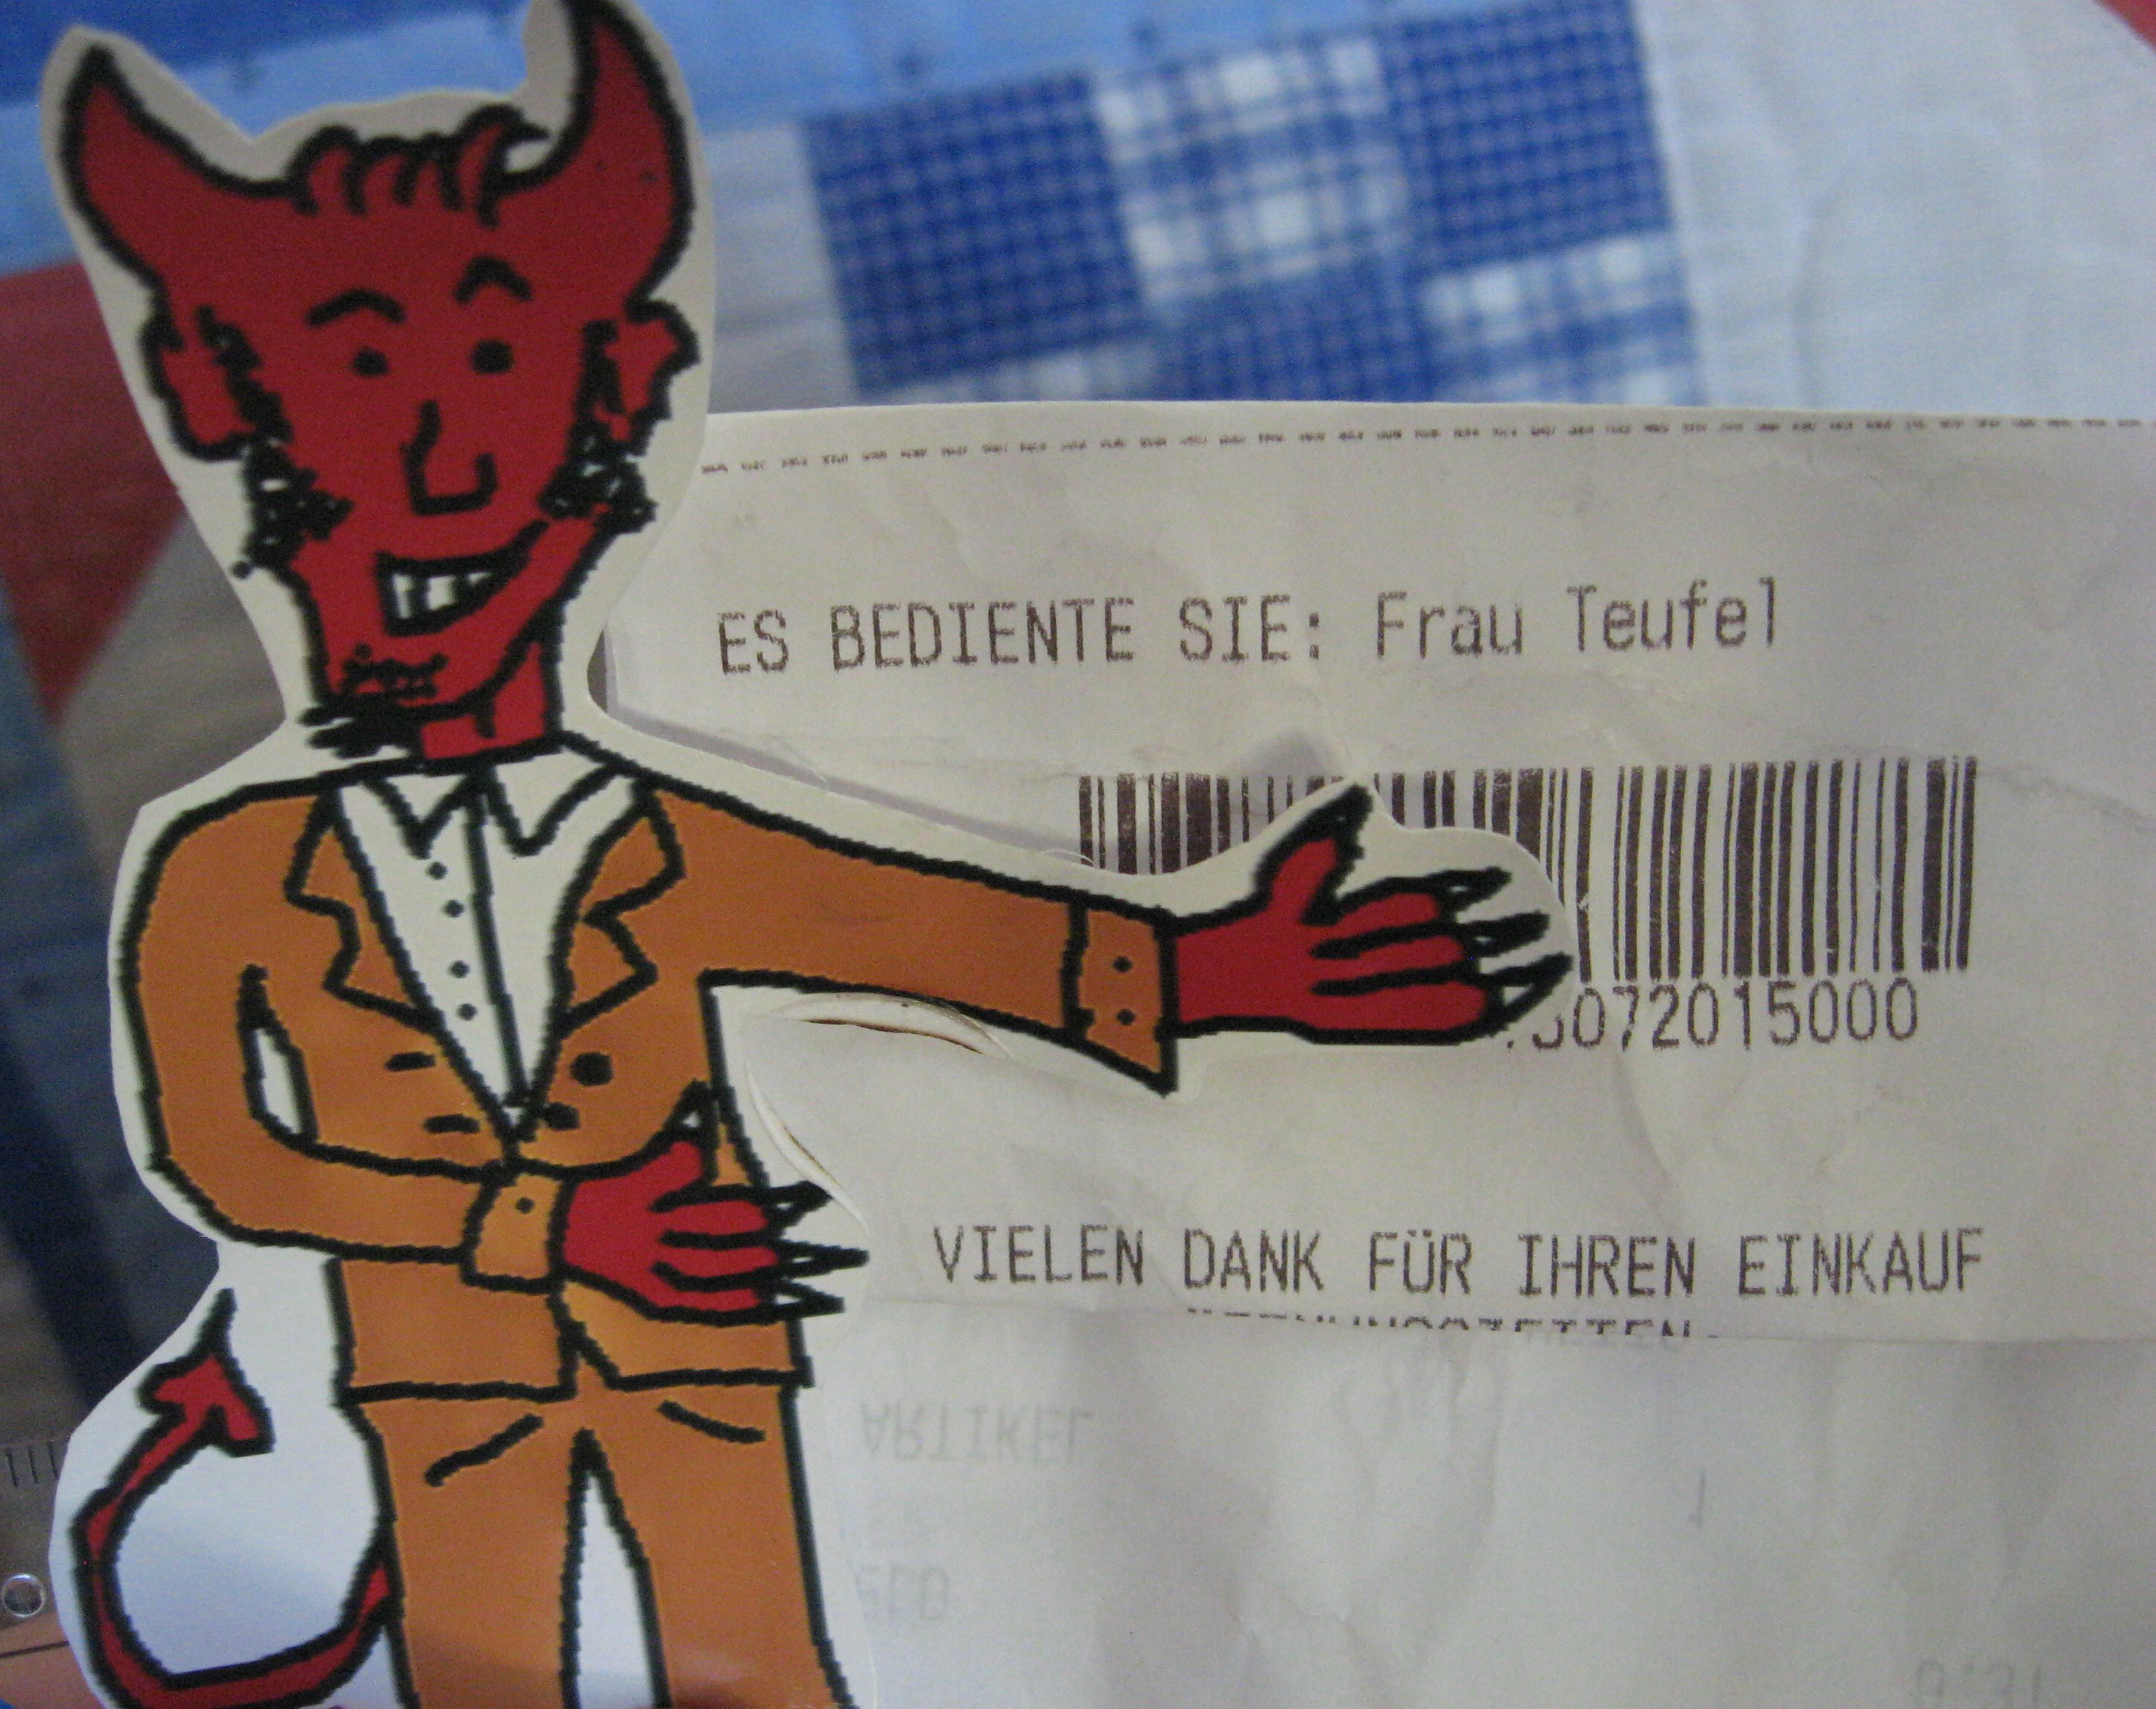 ES BEDIENTE SIE: Frau Teufel
3072015000
VIELEN DANK FÜR IHREN EINKAUF
ARTIKEL